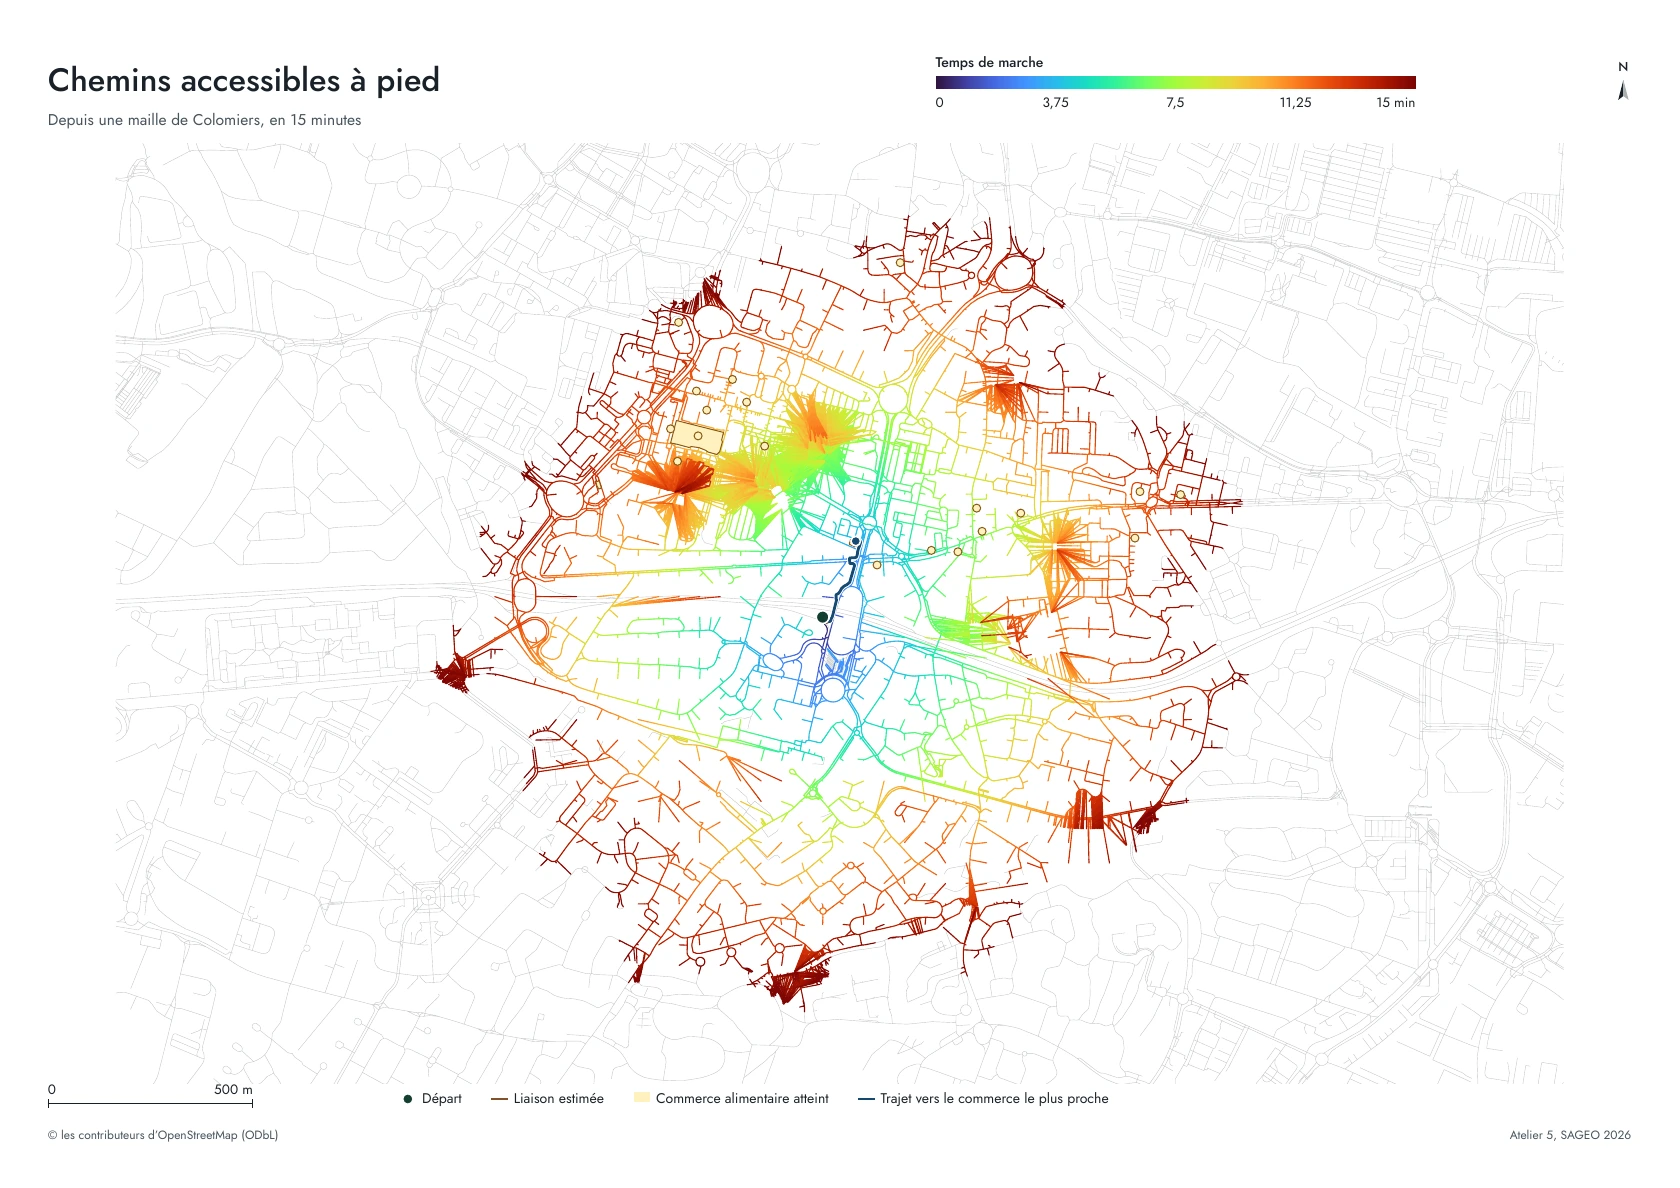 Chemins accessibles à pied
Depuis une maille de Colomiers, en 15 minutes
Temps de marche
0 3,75 7,5 11,25 15 min
N
0 500 m
Départ
Liaison estimée
Commerce alimentaire atteint
Trajet vers le commerce le plus proche
© les contributeurs d'OpenStreetMap (ODbL)
Atelier 5, SAGEO 2026